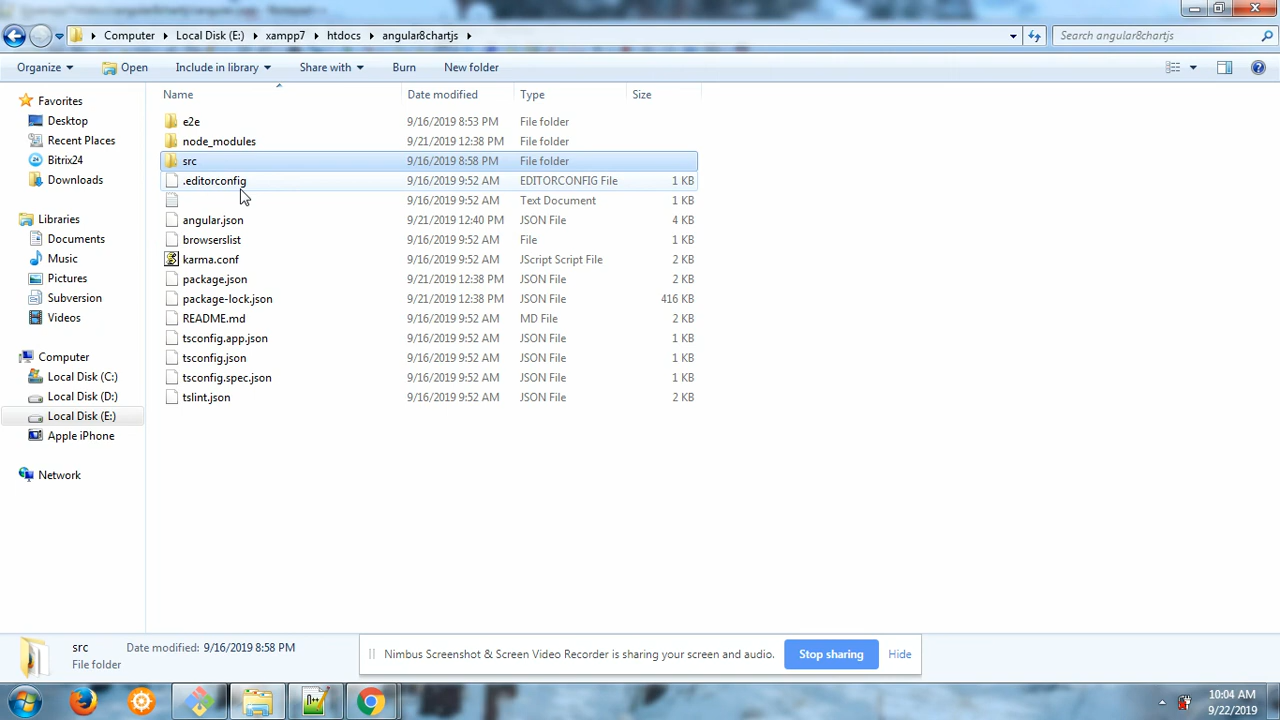 Computer
Local Disk (E:)
xampp7
htdocs
angular8chartjs
Search angular8chartjs
Organize
Open
Include in library
Share with
Burn
New folder
Name
Date modified
Type
Size
Favorites
Desktop
Recent Places
Bitrix24
Downloads
Libraries
Documents
Music
Pictures
Subversion
Videos
Computer
Local Disk (C:)
Local Disk (D:)
Local Disk (E:)
Apple iPhone
Network
e2e 9/16/2019 8:53 PM File folder
node_modules 9/21/2019 12:38 PM File folder
src 9/16/2019 8:58 PM File folder
.editorconfig 9/16/2019 9:52 AM EDITORCONFIG File 1 KB
9/16/2019 9:52 AM Text Document 1 KB
angular.json 9/21/2019 12:40 PM JSON File 4 KB
browserslist 9/16/2019 9:52 AM File 1 KB
karma.conf 9/16/2019 9:52 AM JScript Script File 2 KB
package.json 9/21/2019 12:38 PM JSON File 2 KB
package-lock.json 9/21/2019 12:38 PM JSON File 416 KB
README.md 9/16/2019 9:52 AM MD File 2 KB
tsconfig.app.json 9/16/2019 9:52 AM JSON File 1 KB
tsconfig.json 9/16/2019 9:52 AM JSON File 1 KB
tsconfig.spec.json 9/16/2019 9:52 AM JSON File 1 KB
tslint.json 9/16/2019 9:52 AM JSON File 2 KB
src Date modified: 9/16/2019 8:58 PM
File folder
Nimbus Screenshot & Screen Video Recorder is sharing your screen and audio.
Stop sharing
Hide
10:04 AM
9/22/2019